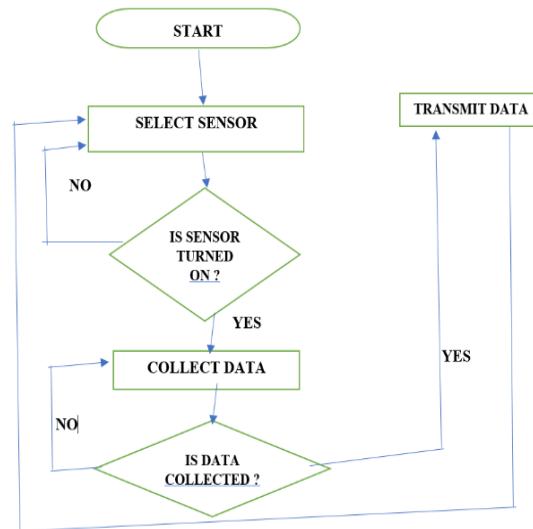 START
SELECT SENSOR
TRANSMIT DATA
NO
IS SENSOR
TURNED
ON ?
YES
COLLECT DATA
YES
NO
IS DATA
COLLECTED ?